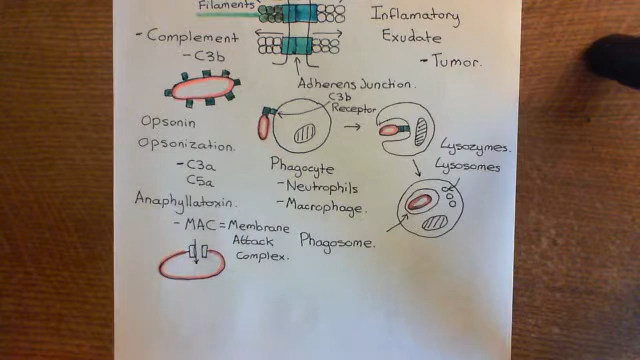 Filaments
Inflamatory
Exudate
- Tumor.
- Complement
- C3b
Adherens Junction.
C3b
Receptor
Opsonin
Opsonization.
- C3a
C5a
Anaphyllatoxin.
- MAC = Membrane
Attack
Complex.
Phagocyte
- Neutrophils
- Macrophage.
Phagosome.
Lysozymes.
Lysosomes